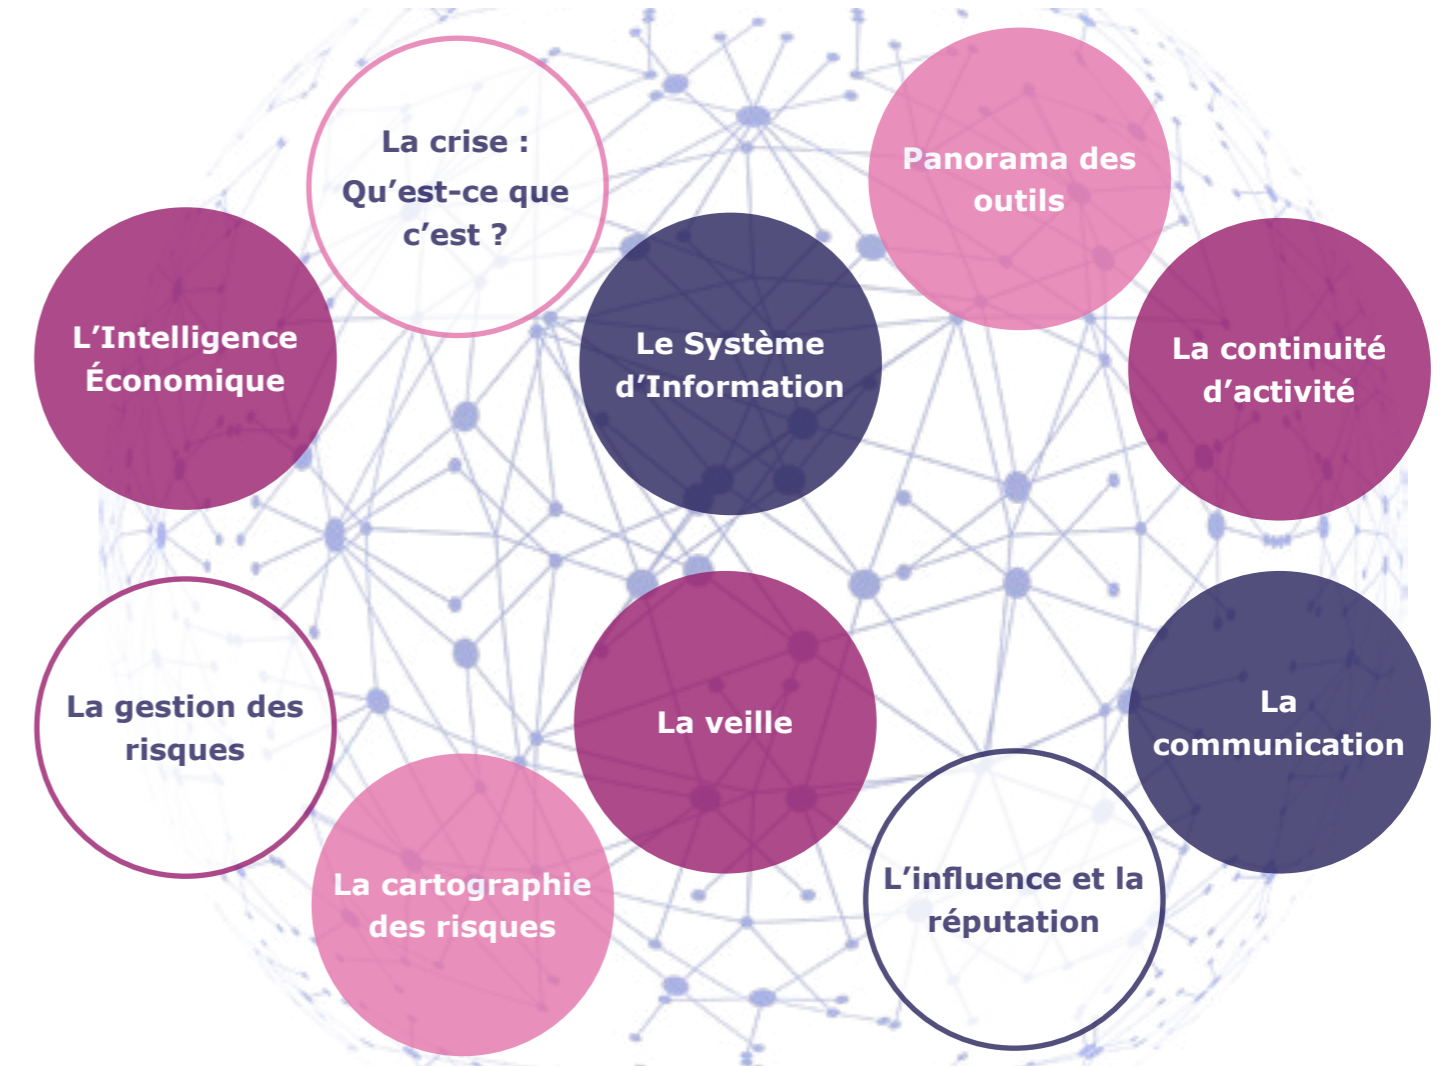 La crise :
Qu’est-ce que
c’est ?
Panorama des
outils
L’Intelligence
Économique
Le Système
d’Information
La continuité
d’activité
La gestion des
risques
La veille
La
communication
La cartographie
des risques
L’influence et la
réputation